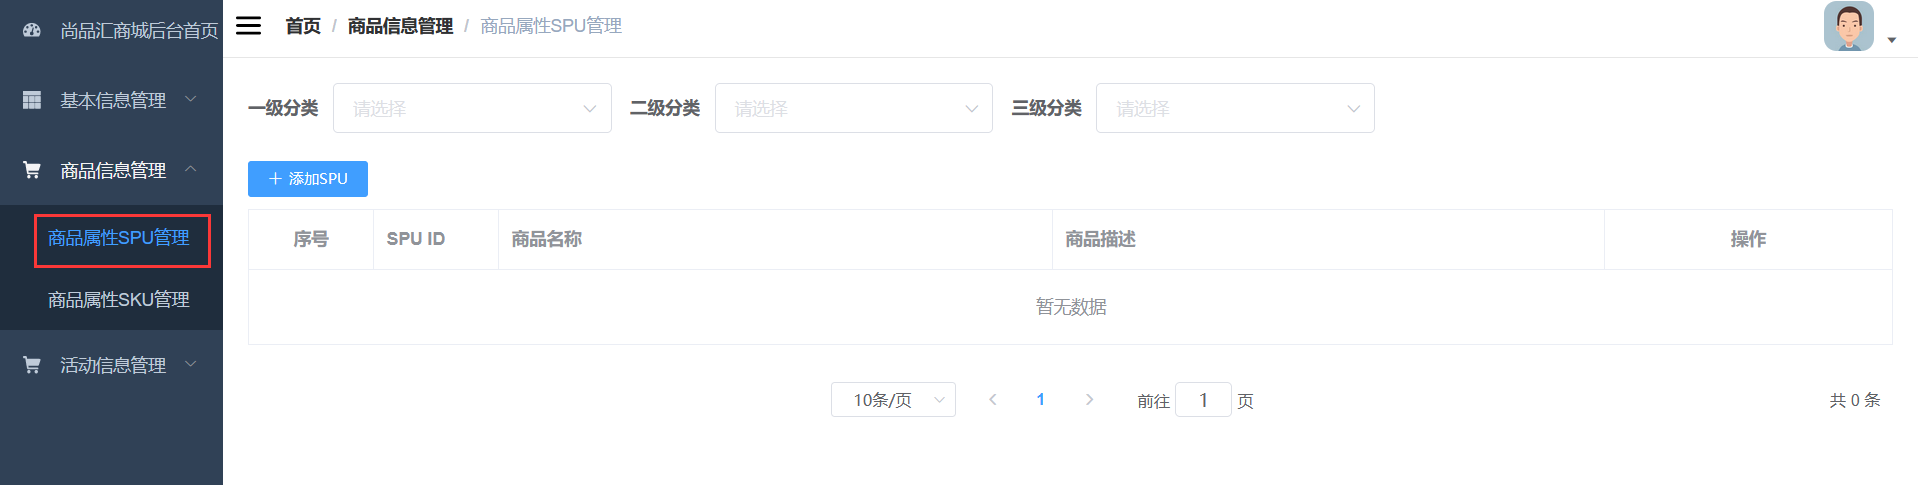 尚品汇商城后台首页
基本信息管理
商品信息管理
商品属性SPU管理
商品属性SKU管理
活动信息管理
首页 / 商品信息管理 / 商品属性SPU管理
一级分类 请选择 二级分类 请选择 三级分类 请选择
添加SPU
序号 SPU ID 商品名称 商品描述 操作
暂无数据
10条/页 1 前往 1 页 共 0 条